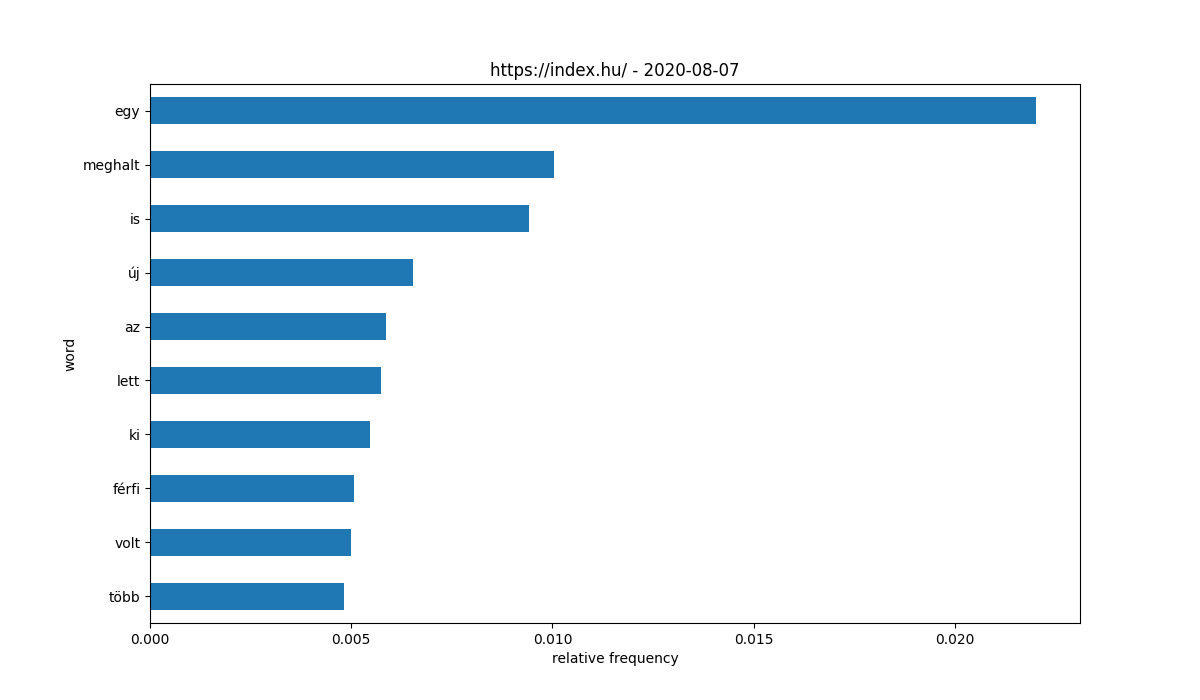 https://index.hu/ - 2020-08-07
egy
meghalt
is
új
az
lett
ki
férfi
volt
több
word
0.000 0.005 0.010 0.015 0.020
relative frequency